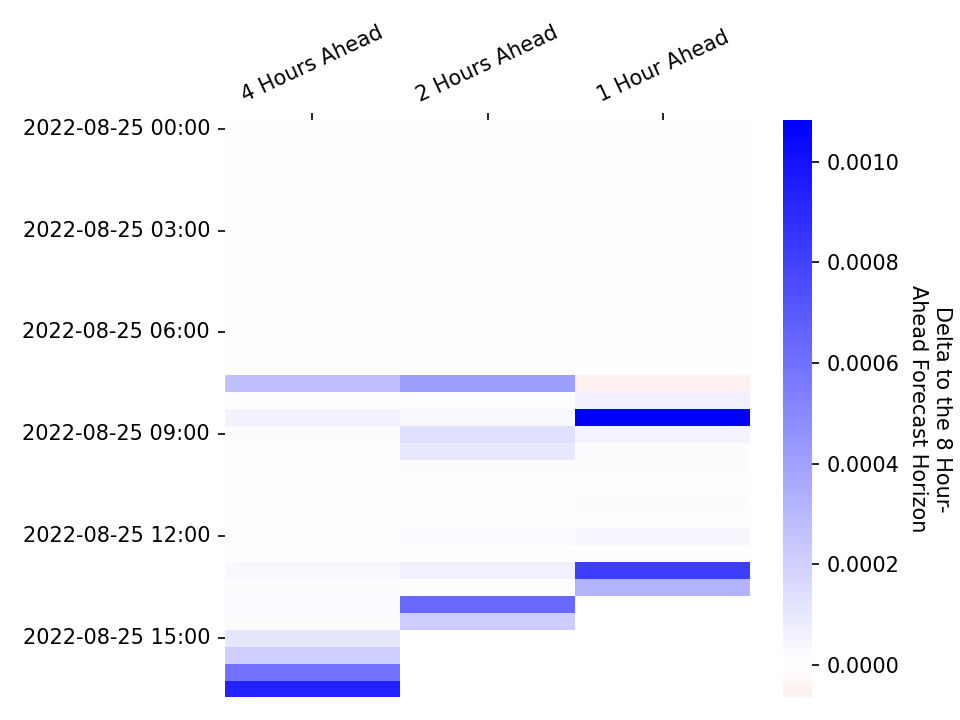 4 Hours Ahead
2 Hours Ahead
1 Hour Ahead
2022-08-25 00:00
2022-08-25 03:00
2022-08-25 06:00
2022-08-25 09:00
2022-08-25 12:00
2022-08-25 15:00
0.0010
0.0008
0.0006
0.0004
0.0002
0.0000
Delta to the 8 Hour-
Ahead Forecast Horizon